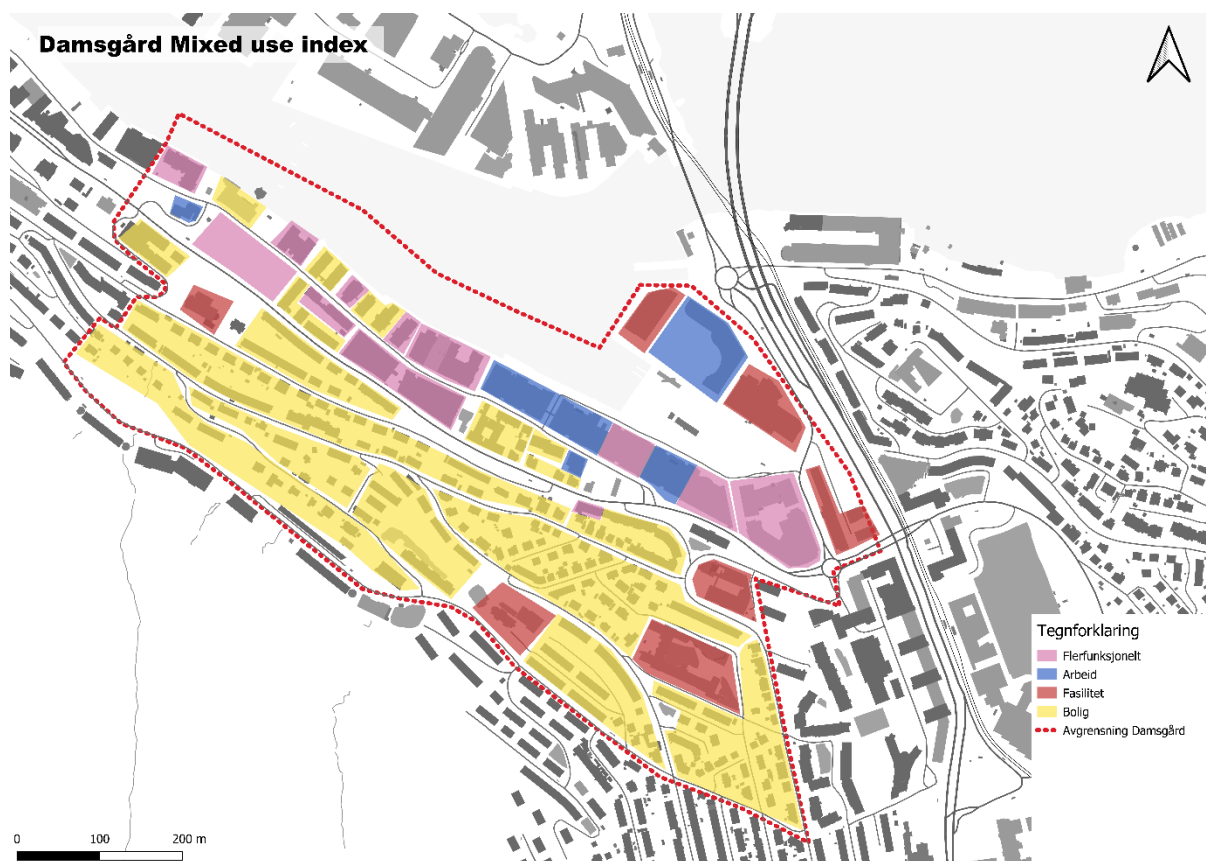 Damsgård Mixed use index
Tegnforklaring
Flerfunksjonelt
Arbeid
Fasilitet
Bolig
Avgrensning Damsgård
0 100 200 m